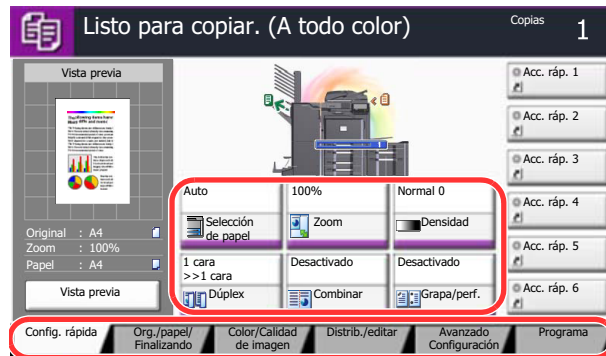 Listo para copiar. (A todo color)
Copias
1
Vista previa
Original : A4
Zoom : 100%
Papel : A4
Vista previa
Auto
Selección
de papel
100%
Zoom
Normal 0
Densidad
1 cara
>>1 cara
Dúplex
Desactivado
Combinar
Desactivado
Grapa/perf.
Acc. ráp. 1
Acc. ráp. 2
Acc. ráp. 3
Acc. ráp. 4
Acc. ráp. 5
Acc. ráp. 6
Config. rápida
Org./papel/
Finalizando
Color/Calidad
de imagen
Distrib./editar
Avanzado
Configuración
Programa